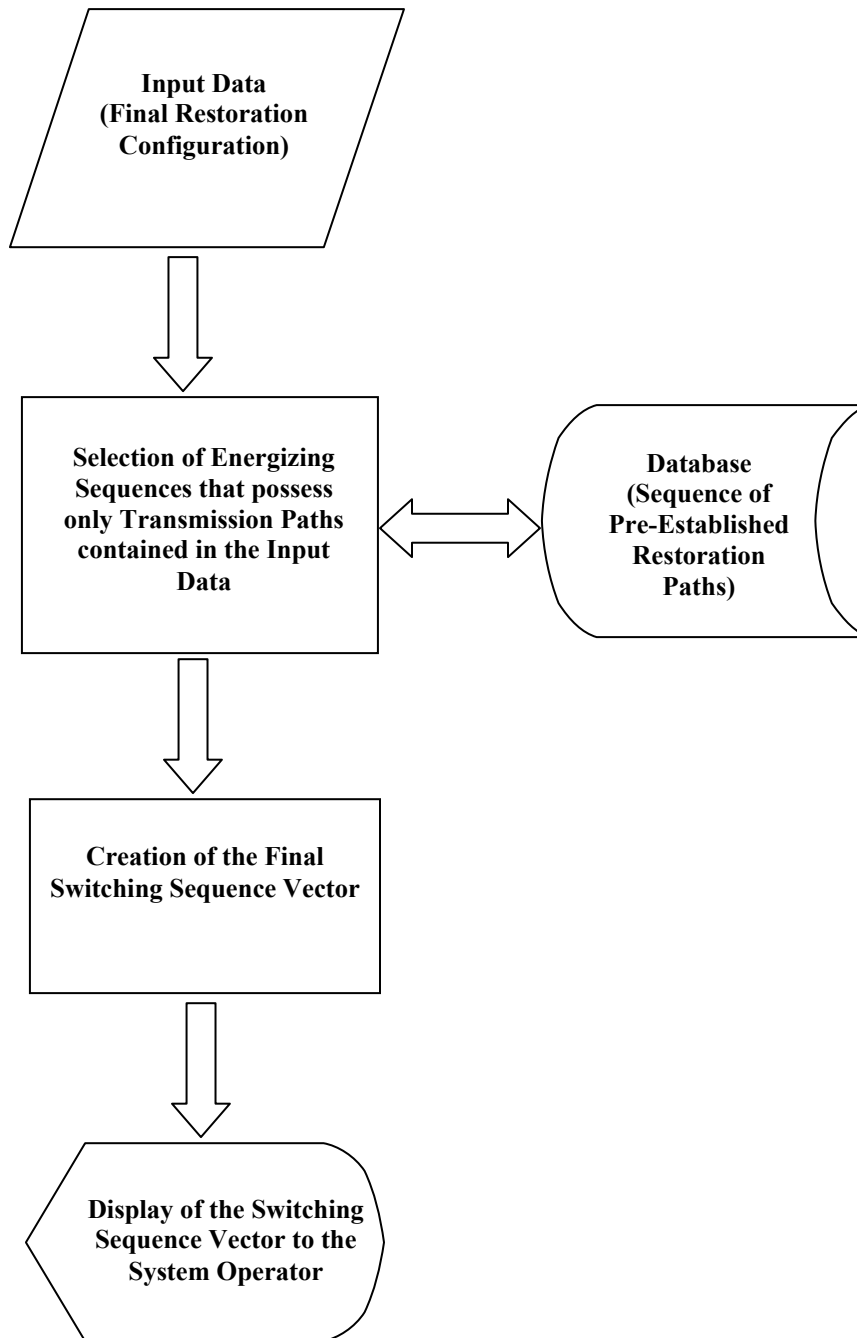 Input Data
(Final Restoration
Configuration)
Selection of Energizing
Sequences that possess
only Transmission Paths
contained in the Input
Data
Database
(Sequence of
Pre-Established
Restoration
Paths)
Creation of the Final
Switching Sequence Vector
Display of the Switching
Sequence Vector to the
System Operator